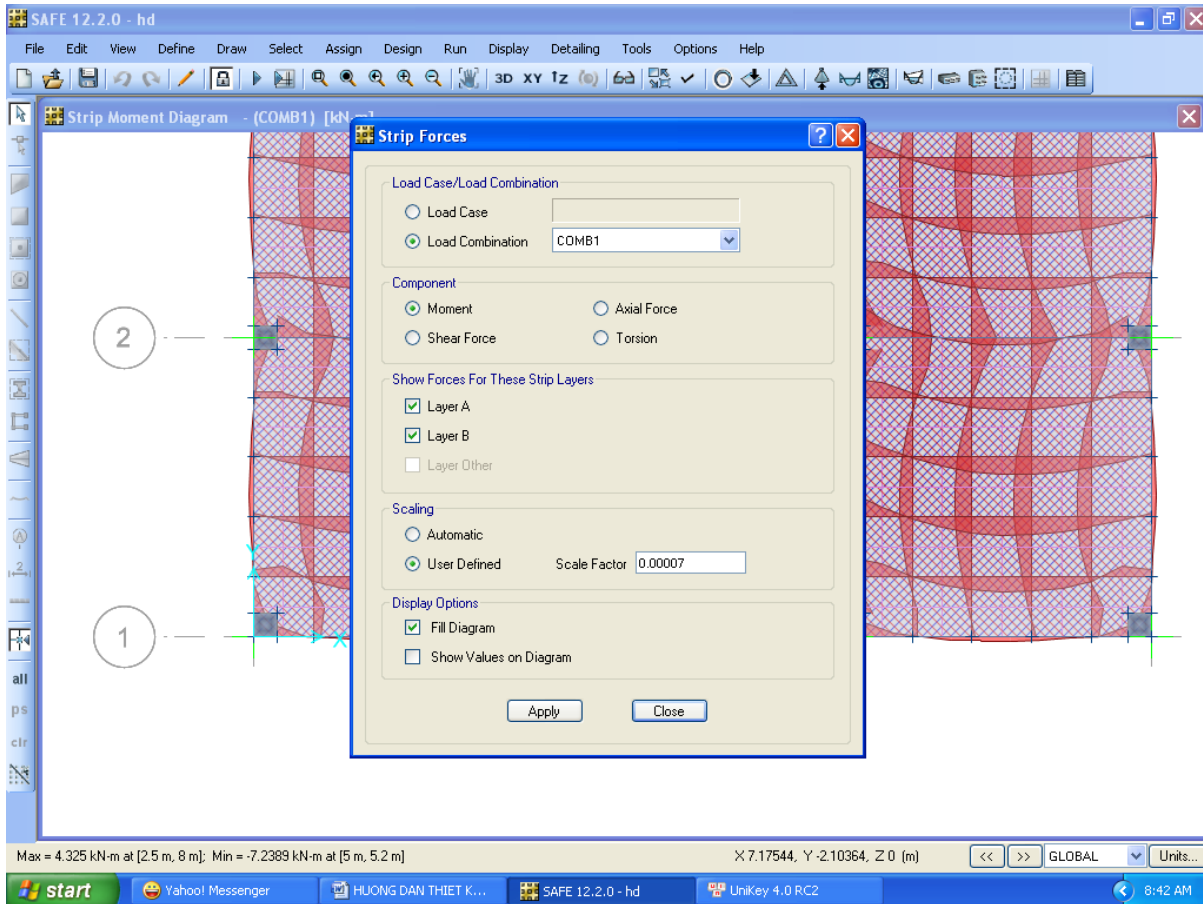 SAFE 12.2.0 - hd
File Edit View Define Draw Select Assign Design Run Display Detailing Tools Options Help
3D XY
Strip Moment Diagram - (COMB1) [kN-m]
Strip Forces
Load Case/Load Combination
Load Case
Load Combination COMB1
Component
Moment Axial Force
Shear Force Torsion
Show Forces For These Strip Layers
Layer A
Layer B
Layer Other
Scaling
Automatic
User Defined Scale Factor 0.00007
Display Options
Fill Diagram
Show Values on Diagram
Apply Close
2
1
Y
X
all
ps
clr
Max = 4.325 kN-m at [2.5 m, 8 m]; Min = -7.2389 kN-m at [5 m, 5.2 m] X 7.17544, Y -2.10364, Z 0 (m) << >> GLOBAL Units...
start Yahoo! Messenger HUONG DAN THIET K... SAFE 12.2.0 - hd UniKey 4.0 RC2 8:42 AM